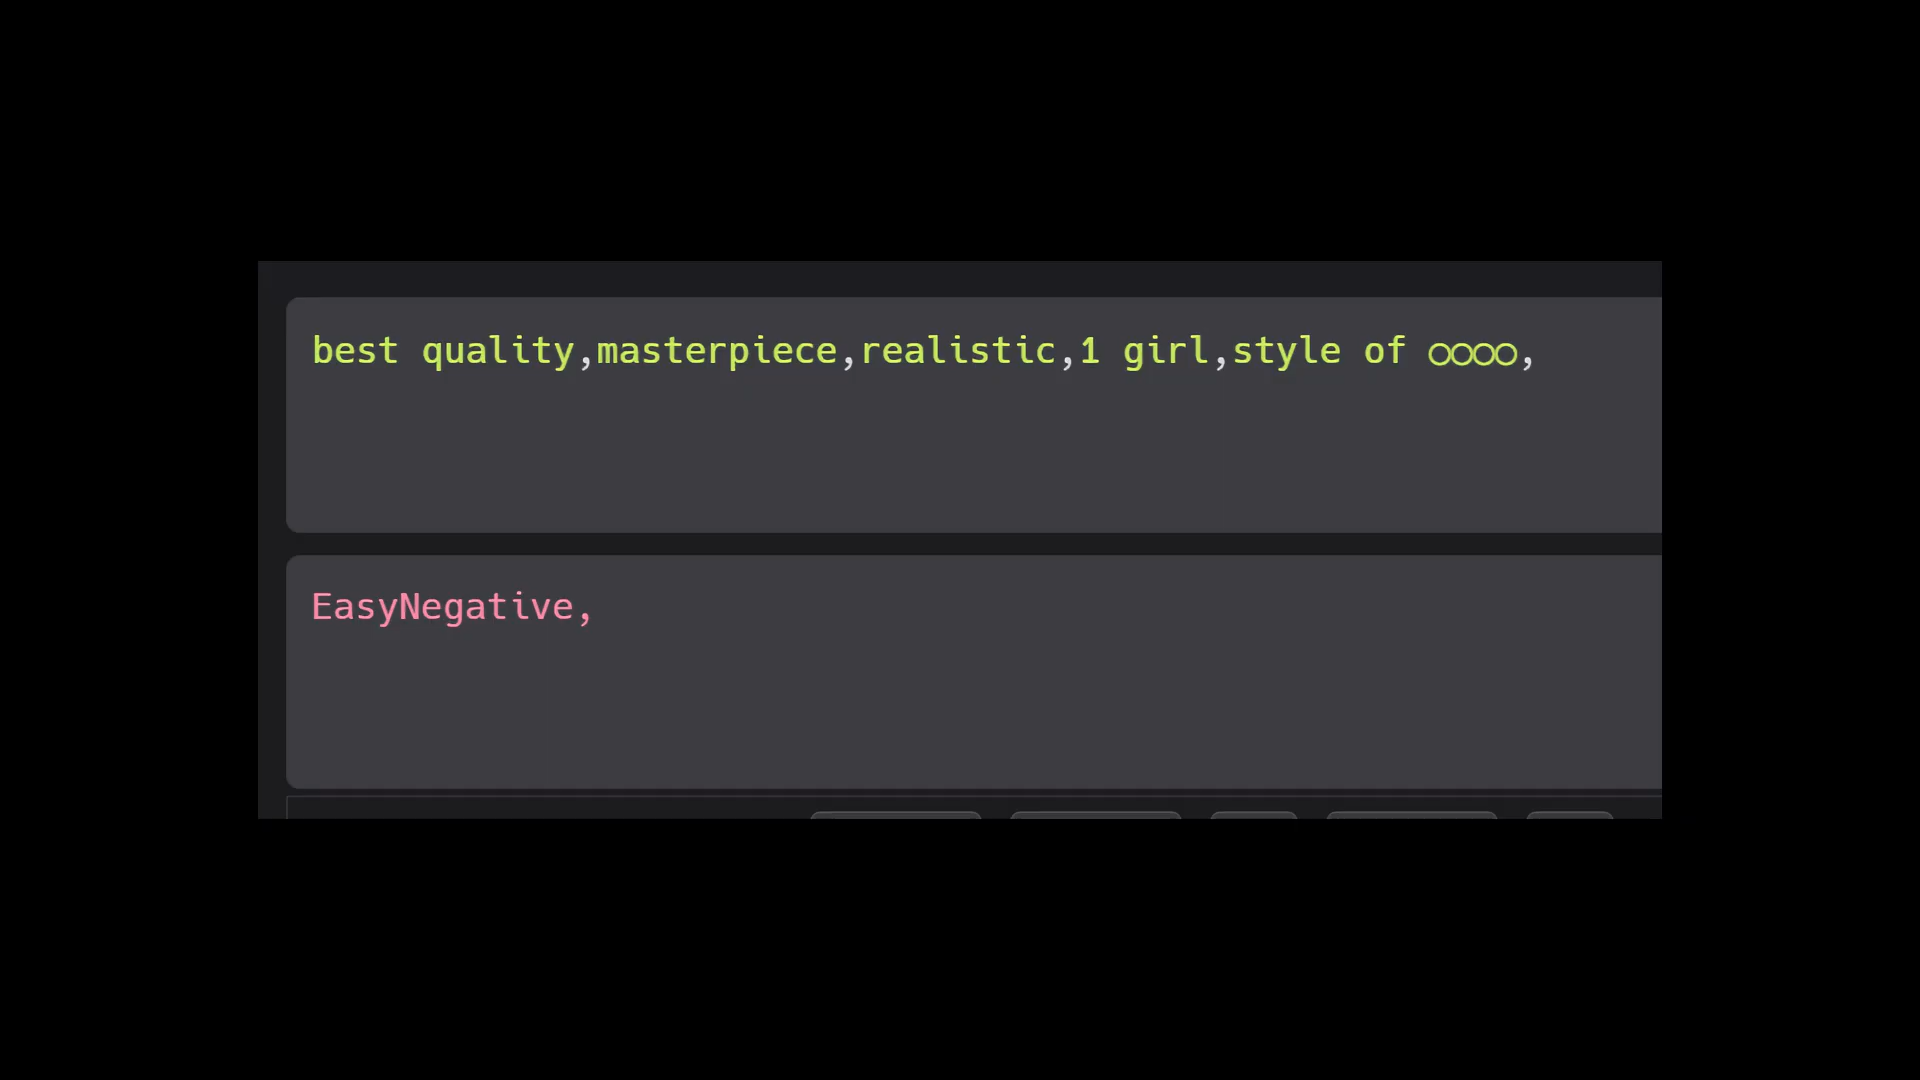 best quality,masterpiece,realistic,1 girl,style of ○○○○,
EasyNegative,